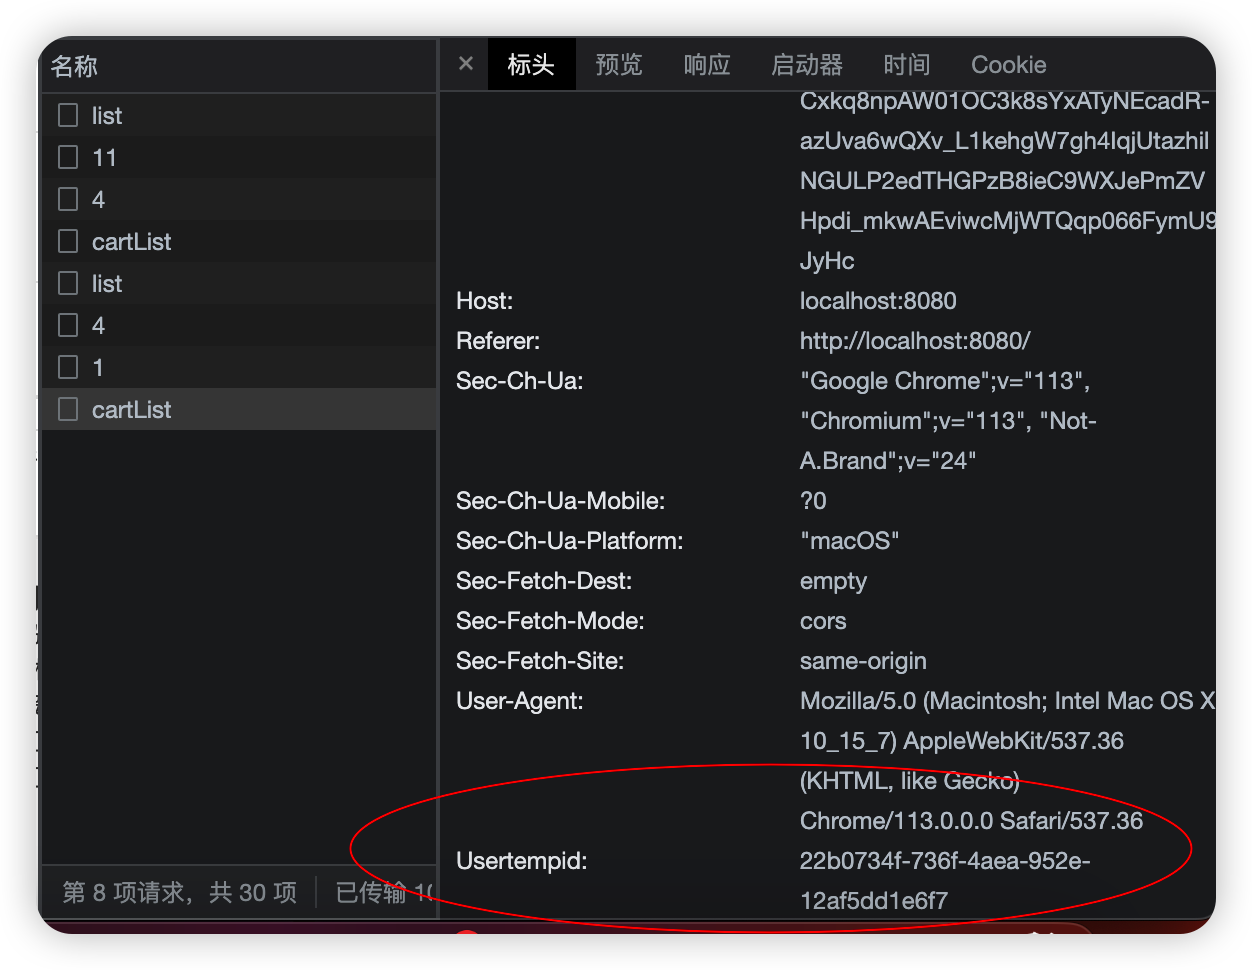 名称
list
11
4
cartList
list
4
1
cartList
第 8 项请求，共 30 项
已传输 10
× 标头 预览 响应 启动器 时间 Cookie
Cxkq8npAW01OC3k8sYxATyNEcadR-
azUva6wQXv_L1kehgW7gh4IqjUtazhil
NGULP2edTHGPzB8ieC9WXJePmZV
Hpdi_mkwAEviwcMjWTQqp066FymU9
JyHc
Host: localhost:8080
Referer: http://localhost:8080/
Sec-Ch-Ua: "Google Chrome";v="113",
"Chromium";v="113", "Not-
A.Brand";v="24"
Sec-Ch-Ua-Mobile: ?0
Sec-Ch-Ua-Platform: "macOS"
Sec-Fetch-Dest: empty
Sec-Fetch-Mode: cors
Sec-Fetch-Site: same-origin
User-Agent: Mozilla/5.0 (Macintosh; Intel Mac OS X
10_15_7) AppleWebKit/537.36
(KHTML, like Gecko)
Chrome/113.0.0.0 Safari/537.36
Usertempid: 22b0734f-736f-4aea-952e-
12af5dd1e6f7